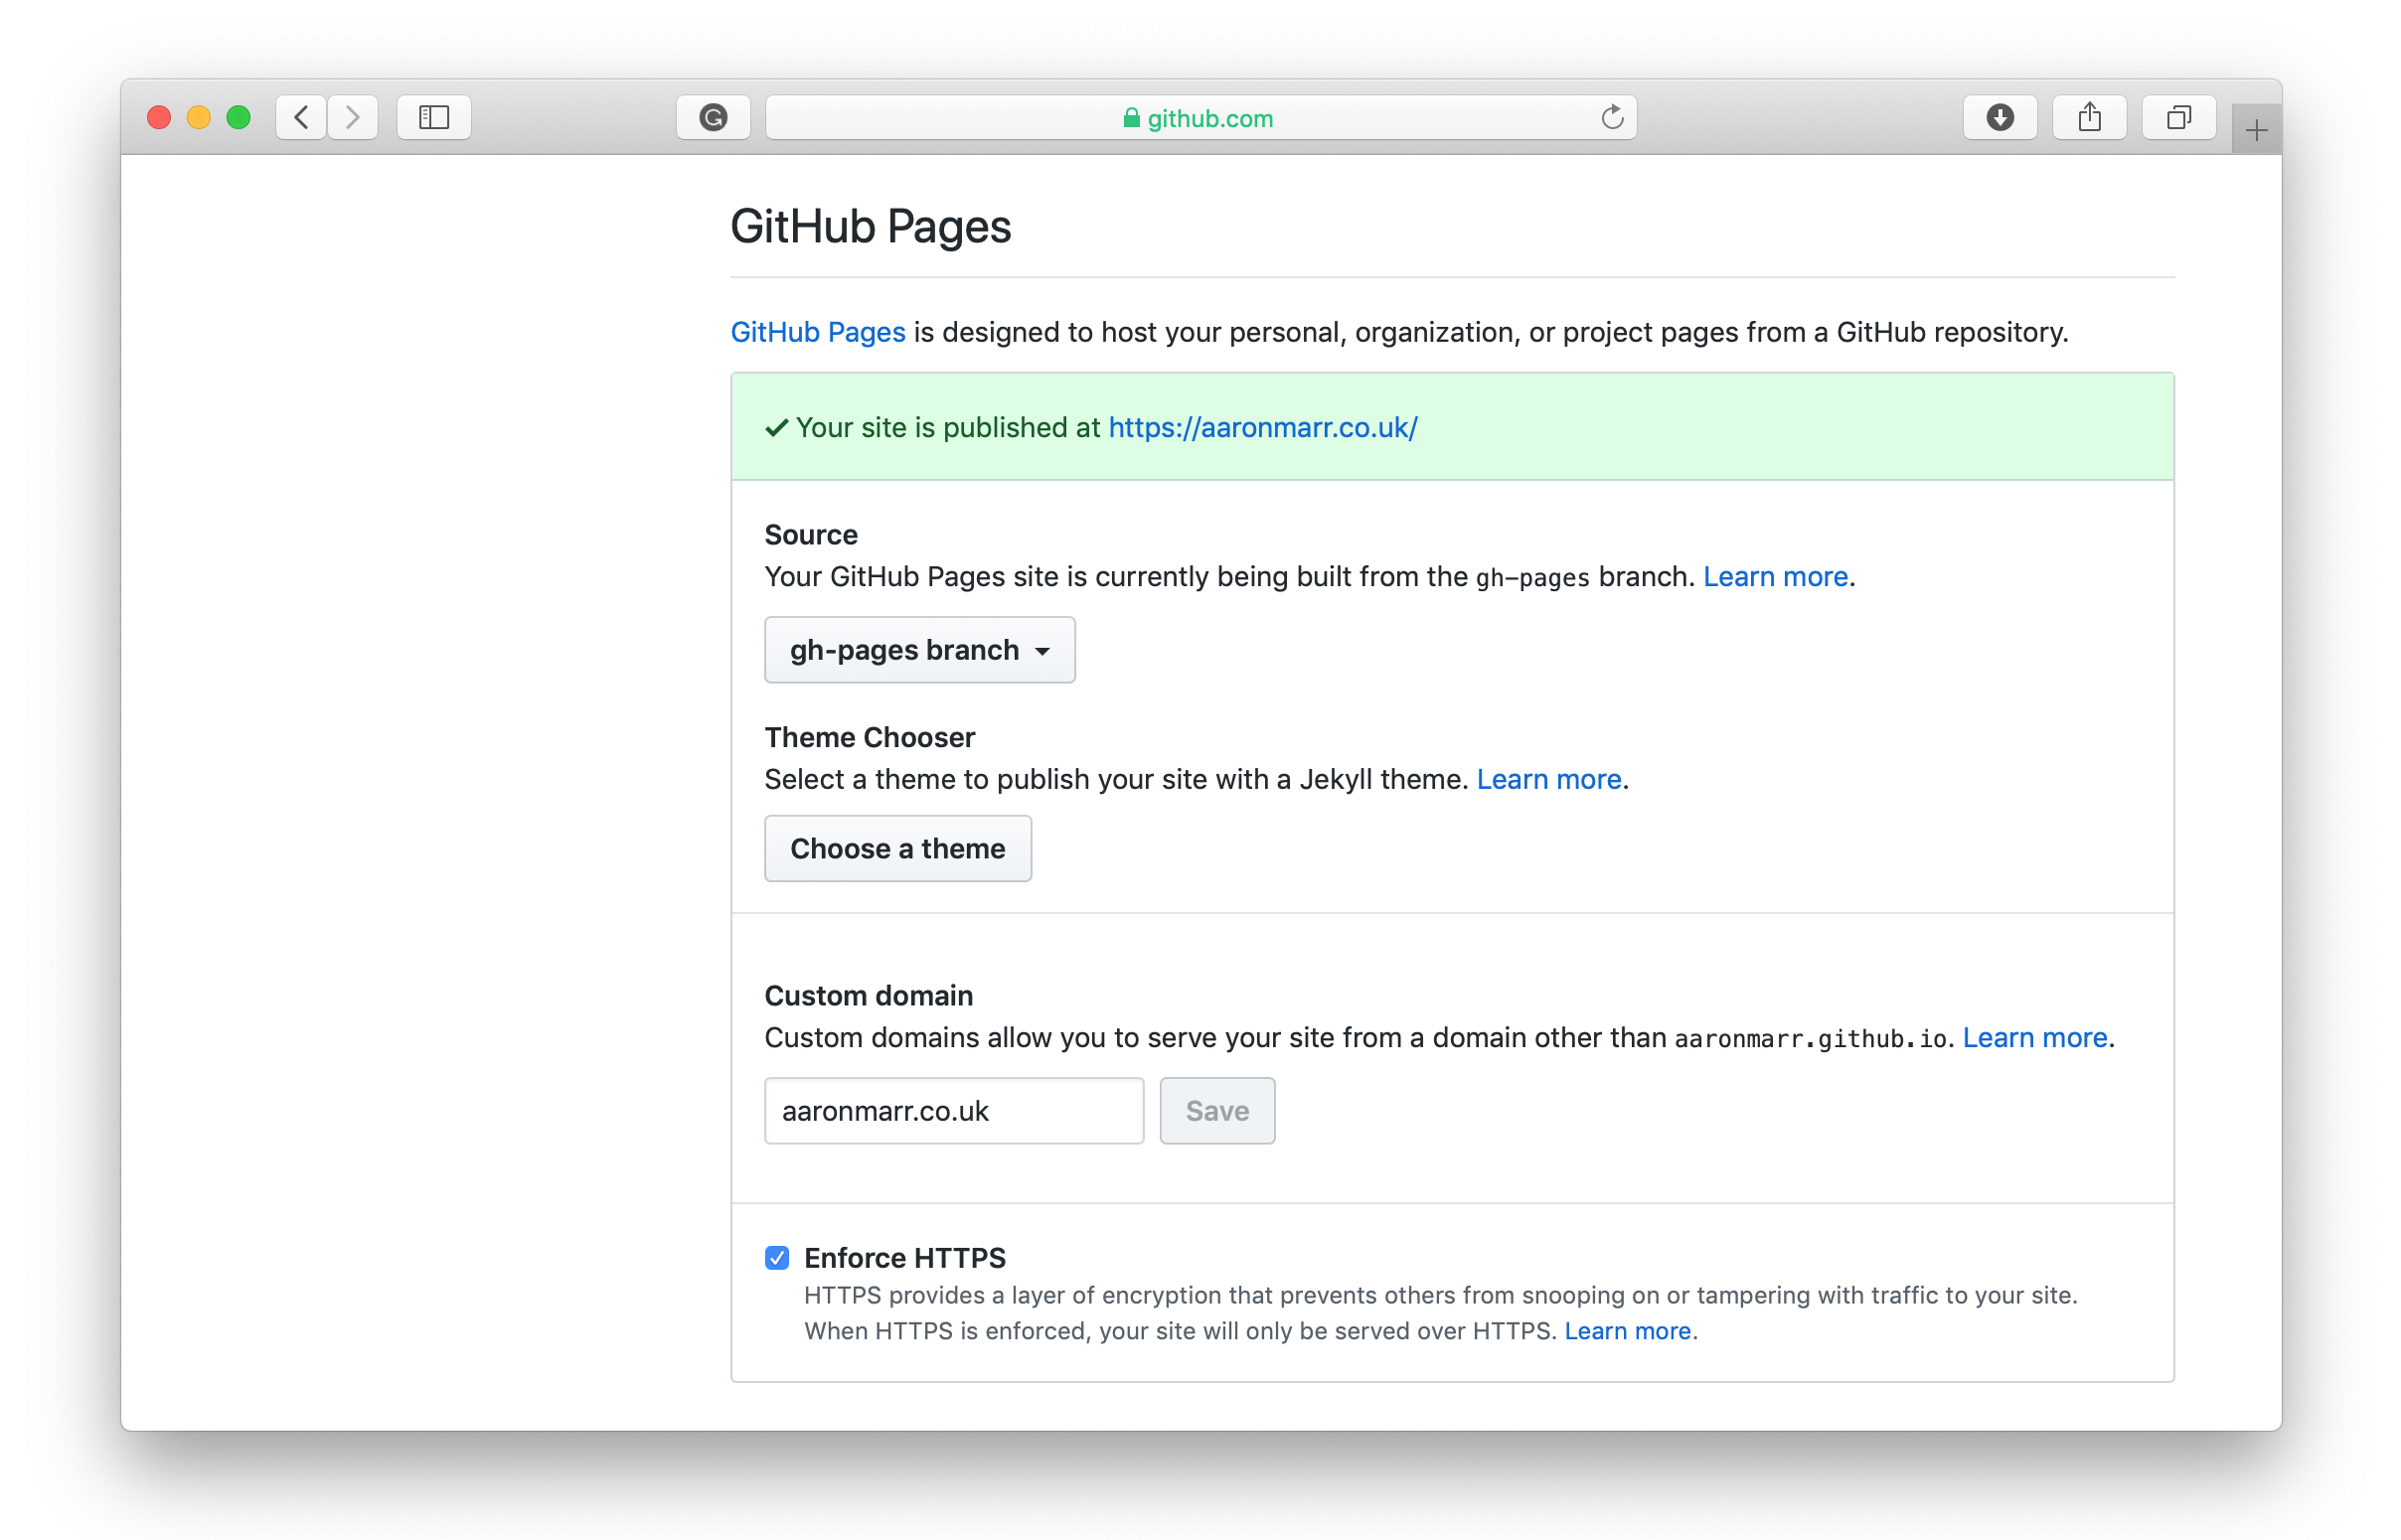 github.com
GitHub Pages
GitHub Pages is designed to host your personal, organization, or project pages from a GitHub repository.
Your site is published at https://aaronmarr.co.uk/
Source
Your GitHub Pages site is currently being built from the gh-pages branch. Learn more.
gh-pages branch
Theme Chooser
Select a theme to publish your site with a Jekyll theme. Learn more.
Choose a theme
Custom domain
Custom domains allow you to serve your site from a domain other than aaronmarr.github.io. Learn more.
aaronmarr.co.uk Save
Enforce HTTPS
HTTPS provides a layer of encryption that prevents others from snooping on or tampering with traffic to your site.
When HTTPS is enforced, your site will only be served over HTTPS. Learn more.